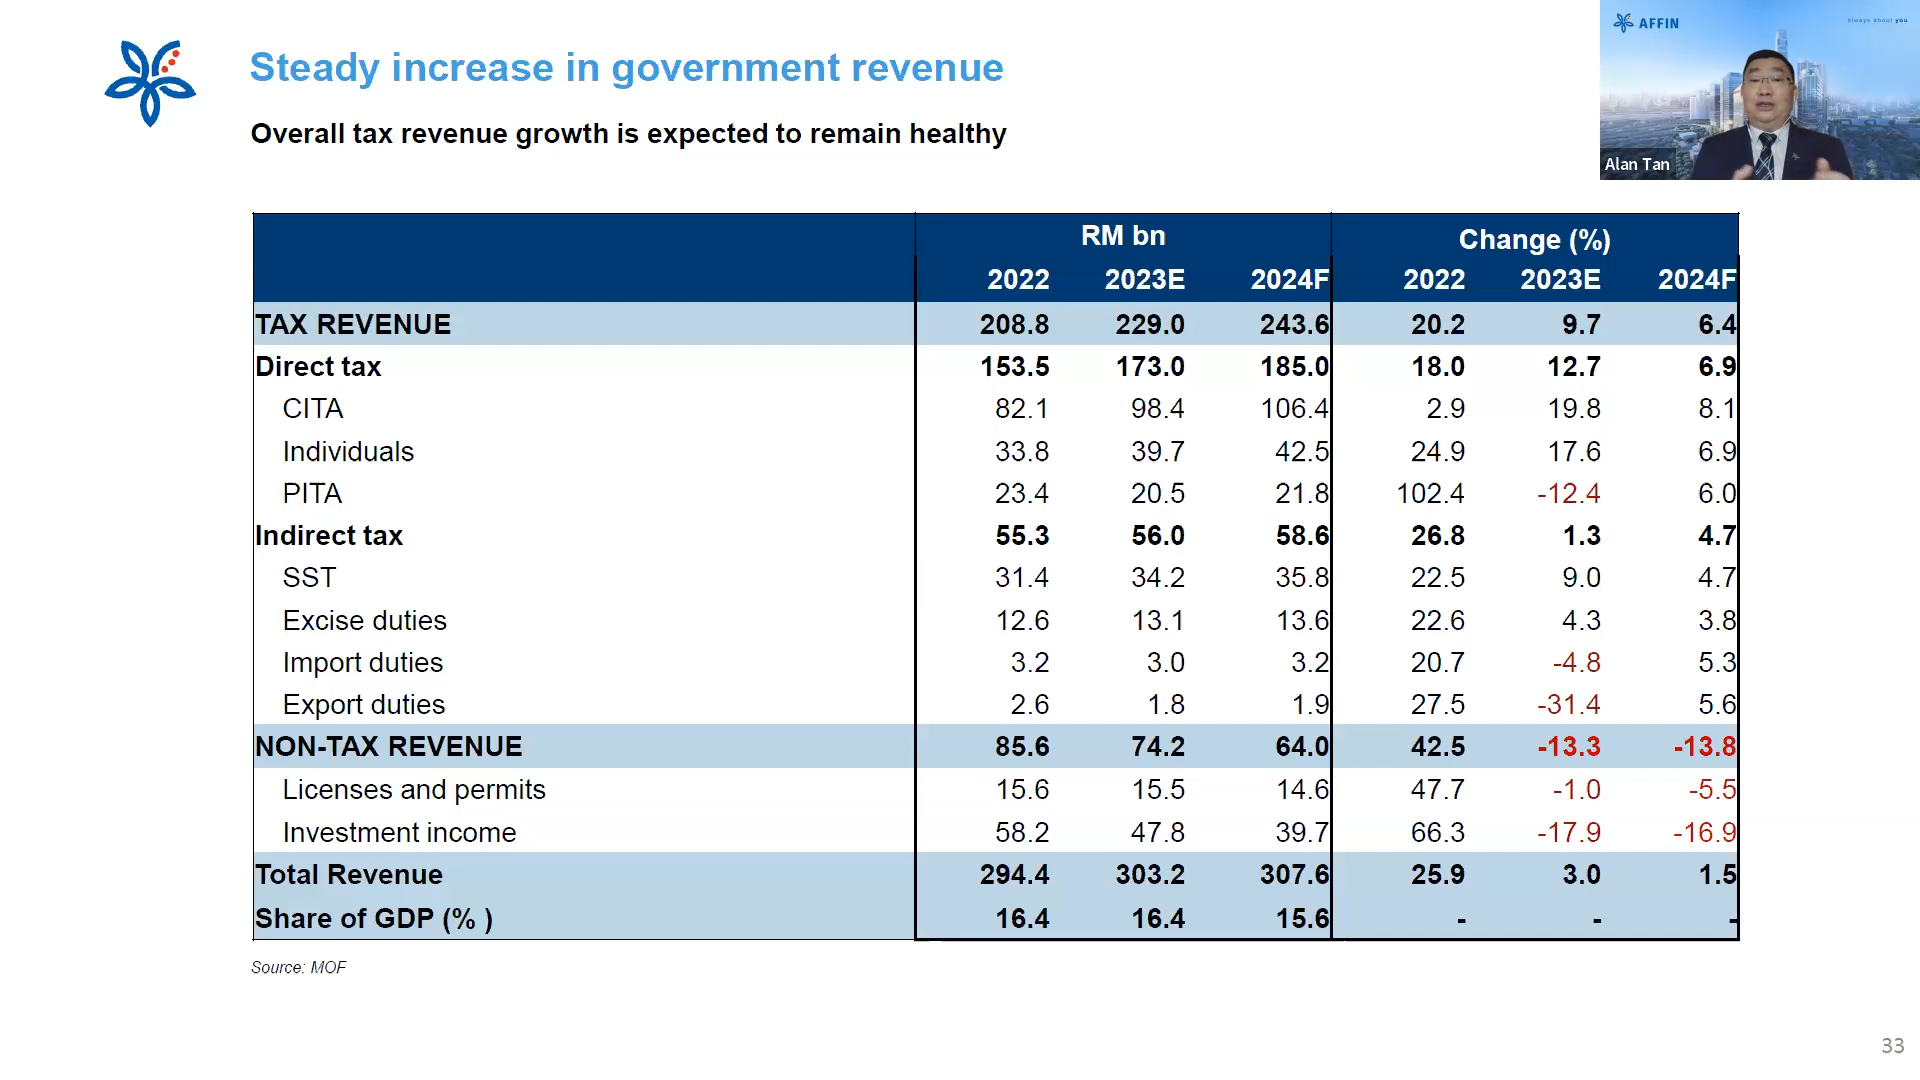 AFFIN
always about you
Alan Tan
Steady increase in government revenue
Overall tax revenue growth is expected to remain healthy
RM bn Change (%)
2022 2023E 2024F 2022 2023E 2024F
TAX REVENUE 208.8 229.0 243.6 20.2 9.7 6.4
Direct tax 153.5 173.0 185.0 18.0 12.7 6.9
CITA 82.1 98.4 106.4 2.9 19.8 8.1
Individuals 33.8 39.7 42.5 24.9 17.6 6.9
PITA 23.4 20.5 21.8 102.4 -12.4 6.0
Indirect tax 55.3 56.0 58.6 26.8 1.3 4.7
SST 31.4 34.2 35.8 22.5 9.0 4.7
Excise duties 12.6 13.1 13.6 22.6 4.3 3.8
Import duties 3.2 3.0 3.2 20.7 -4.8 5.3
Export duties 2.6 1.8 1.9 27.5 -31.4 5.6
NON-TAX REVENUE 85.6 74.2 64.0 42.5 -13.3 -13.8
Licenses and permits 15.6 15.5 14.6 47.7 -1.0 -5.5
Investment income 58.2 47.8 39.7 66.3 -17.9 -16.9
Total Revenue 294.4 303.2 307.6 25.9 3.0 1.5
Share of GDP (% ) 16.4 16.4 15.6 - - -
Source: MOF
33